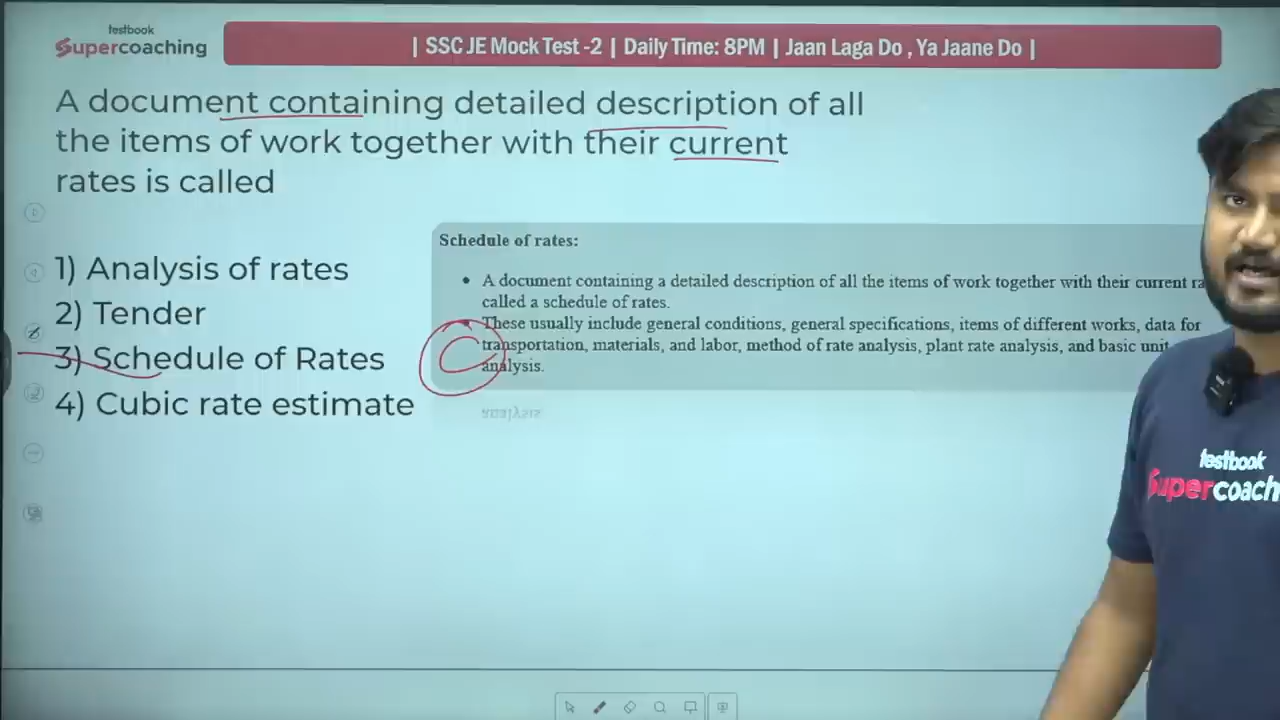 testbook
Supercoaching
| SSC JE Mock Test -2 | Daily Time: 8PM | Jaan Laga Do , Ya Jaane Do |
A document containing detailed description of all
the items of work together with their current
rates is called
1) Analysis of rates
2) Tender
3) Schedule of Rates
4) Cubic rate estimate
Schedule of rates:
• A document containing a detailed description of all the items of work together with their current ra
called a schedule of rates.
These usually include general conditions, general specifications, items of different works, data for
transportation, materials, and labor, method of rate analysis, plant rate analysis, and basic unit
analysis.
C
testbook
Supercoach